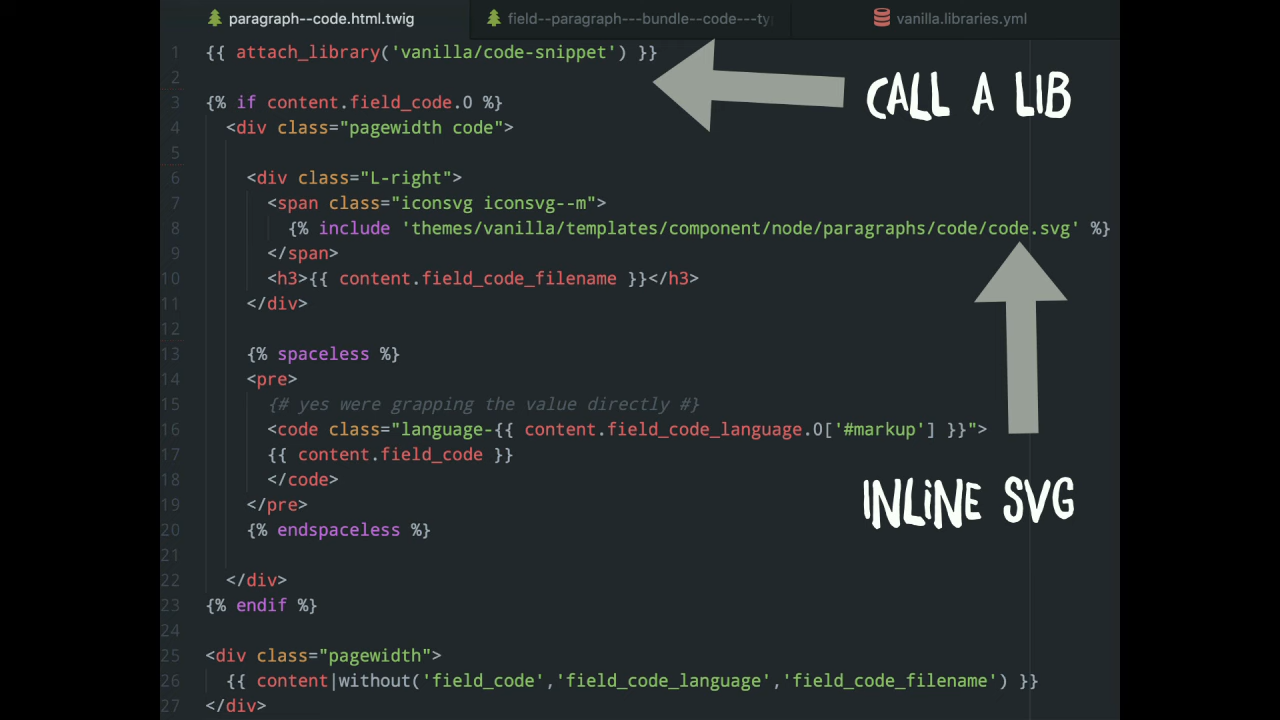 paragraph--code.html.twig
field--paragraph---bundle--code---ty
vanilla.libraries.yml
1 {{ attach_library('vanilla/code-snippet') }}
2
3 {% if content.field_code.0 %}
4 <div class="pagewidth code">
5
6 <div class="L-right">
7 <span class="iconsvg iconsvg--m">
8 {% include 'themes/vanilla/templates/component/node/paragraphs/code/code.svg' %}
9 </span>
10 <h3>{{ content.field_code_filename }}</h3>
11 </div>
12
13 {% spaceless %}
14 <pre>
15 {# yes were grapping the value directly #}
16 <code class="language-{{ content.field_code_language.0['#markup'] }}">
17 {{ content.field_code }}
18 </code>
19 </pre>
20 {% endspaceless %}
21
22 </div>
23 {% endif %}
24
25 <div class="pagewidth">
26 {{ content|without('field_code','field_code_language','field_code_filename') }}
27 </div>
CALL A LIB
INLINE SVG